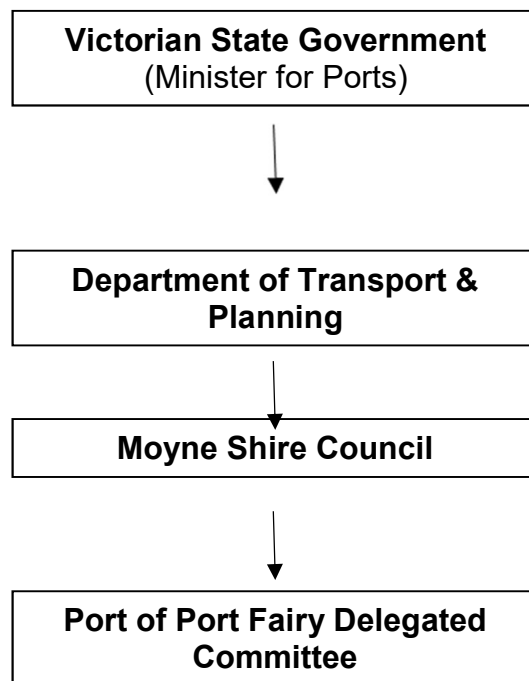 Victorian State Government
(Minister for Ports)
Department of Transport &
Planning
Moyne Shire Council
Port of Port Fairy Delegated
Committee